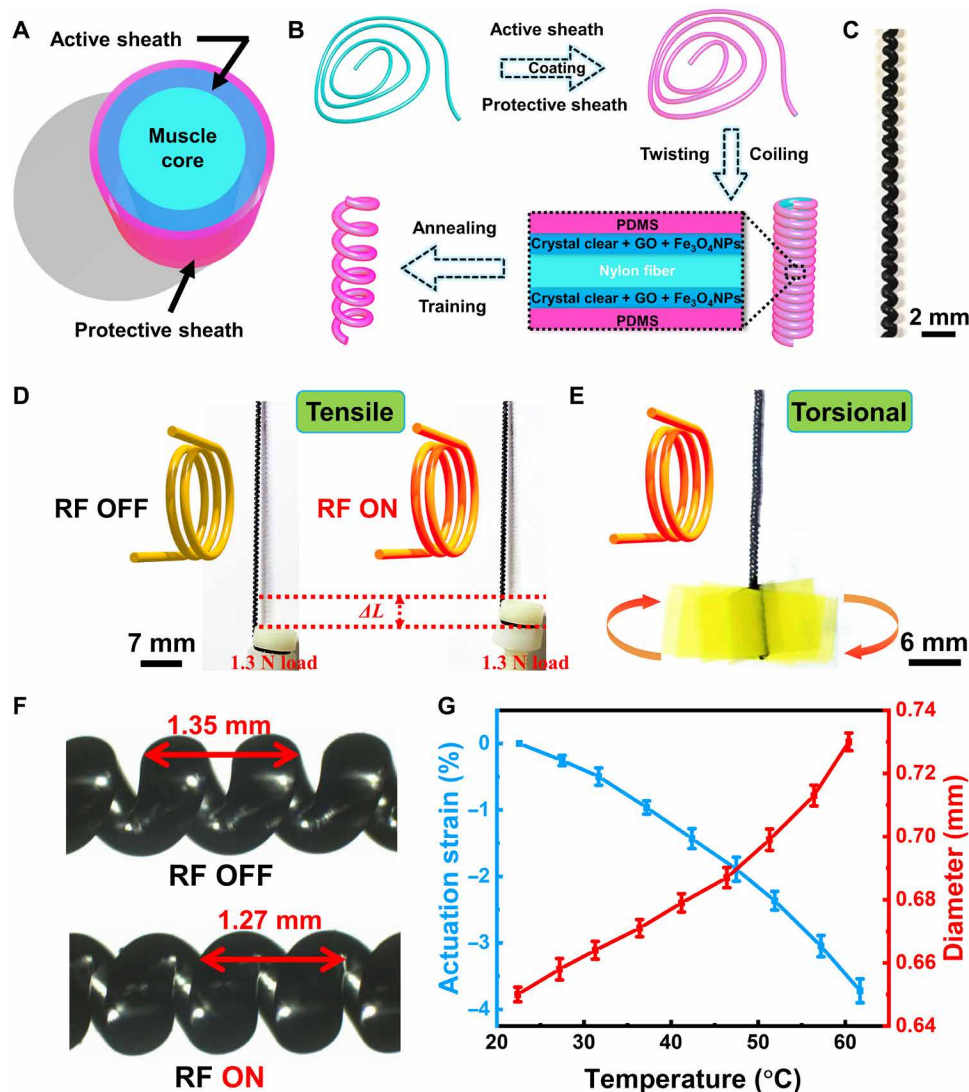 A
Active sheath
Muscle
core
Protective sheath
B
Active sheath
Coating
Protective sheath
Twisting
Coiling
Annealing
Training
PDMS
Crystal clear + GO + Fe₃O₄NPs
Nylon fiber
Crystal clear + GO + Fe₃O₄NPs
PDMS
C
2 mm
D
Tensile
RF OFF
RF ON
ΔL
7 mm
1.3 N load
1.3 N load
E
Torsional
6 mm
F
1.35 mm
RF OFF
1.27 mm
RF ON
G
Actuation strain (%)
0
−1
−2
−3
−4
20
30
40
50
60
Temperature (°C)
0.74
0.72
0.70
0.68
0.66
0.64
Diameter (mm)